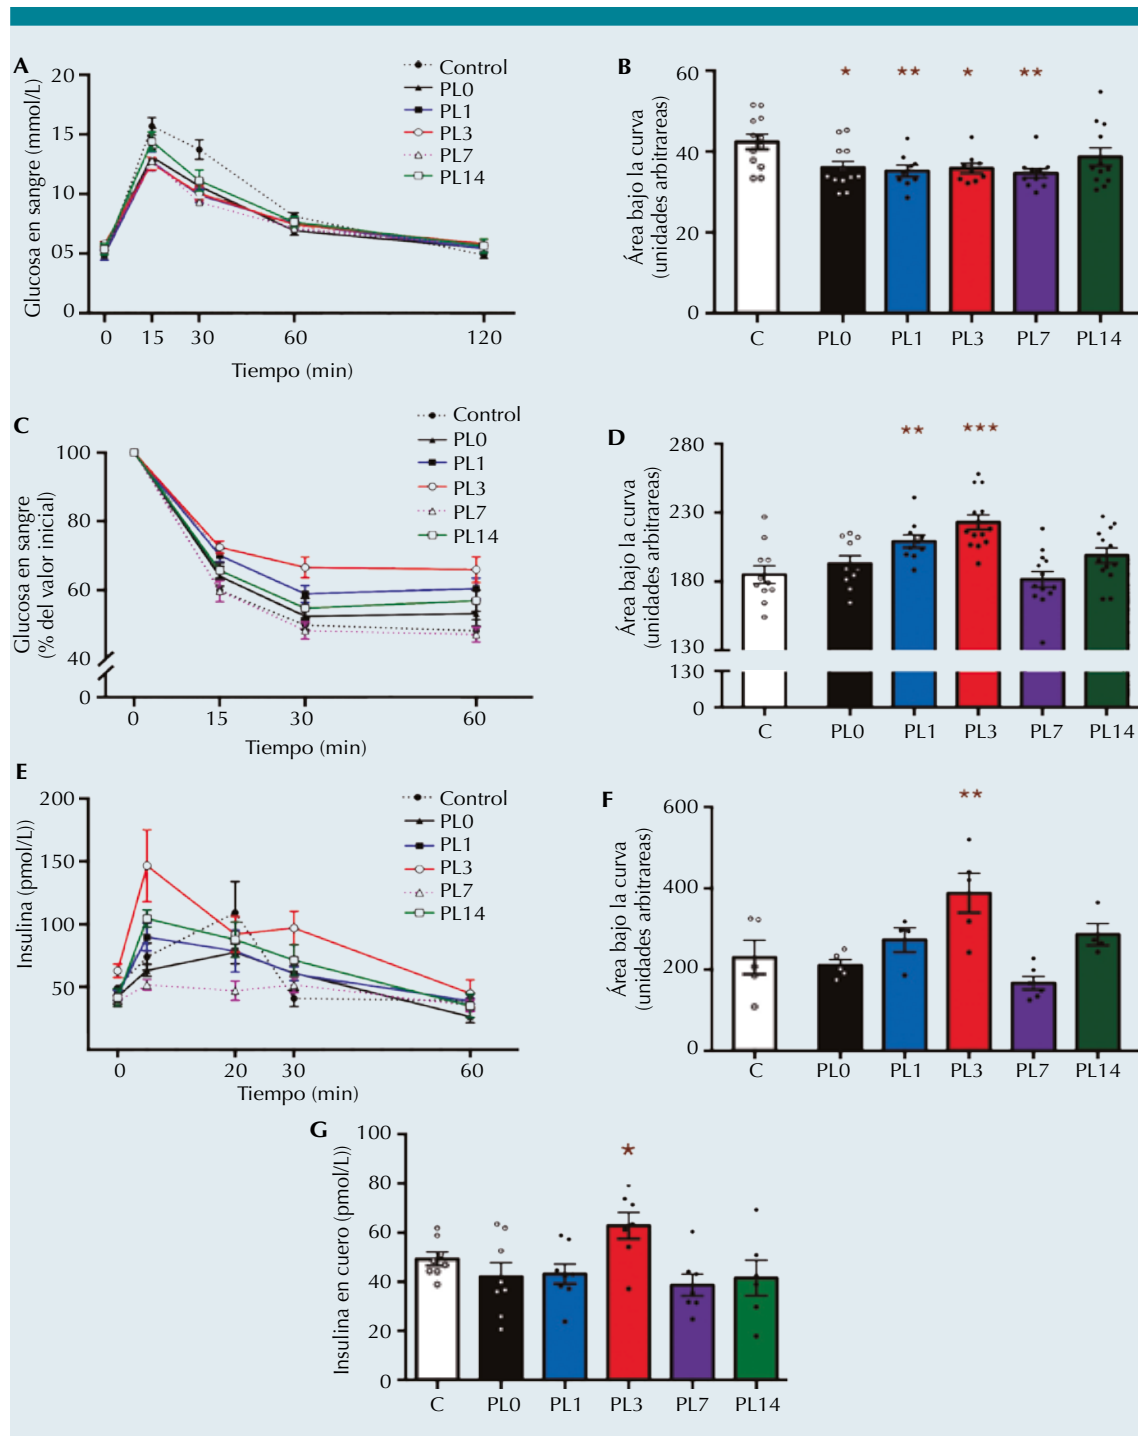 A
Glucosa en sangre (mmol/L)
20
15
10
05
0
0 15 30 60 120
Tiempo (min)
Control
PL0
PL1
PL3
PL7
PL14
B
Área bajo la curva
(unidades arbitrareas)
60
40
20
0
* ** * **
C PL0 PL1 PL3 PL7 PL14
C
Glucosa en sangre
(% del valor inicial)
100
80
60
40
0
0 15 30 60
Tiempo (min)
Control
PL0
PL1
PL3
PL7
PL14
D
Área bajo la curva
(unidades arbitrareas)
280
230
180
130
130
0
** ***
C PL0 PL1 PL3 PL7 PL14
E
Insulina (pmol/L))
200
150
100
50
0 20 30 60
Tiempo (min)
Control
PL0
PL1
PL3
PL7
PL14
F
Área bajo la curva
(unidades arbitrareas)
600
400
200
0
**
C PL0 PL1 PL3 PL7 PL14
G
Insulina en cuero (pmol/L))
100
80
60
40
20
0
*
C PL0 PL1 PL3 PL7 PL14